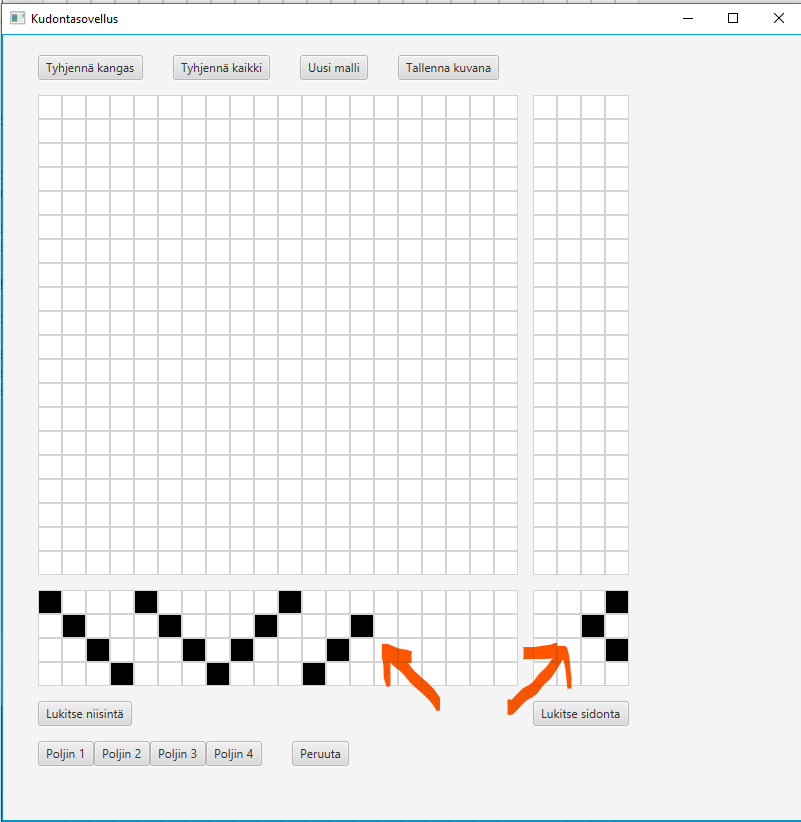 Kudontasovellus
Tyhjennä kangas Tyhjennä kaikki Uusi malli Tallenna kuvana
Lukitse niisintä Lukitse sidonta
Poljin 1 Poljin 2 Poljin 3 Poljin 4 Peruuta